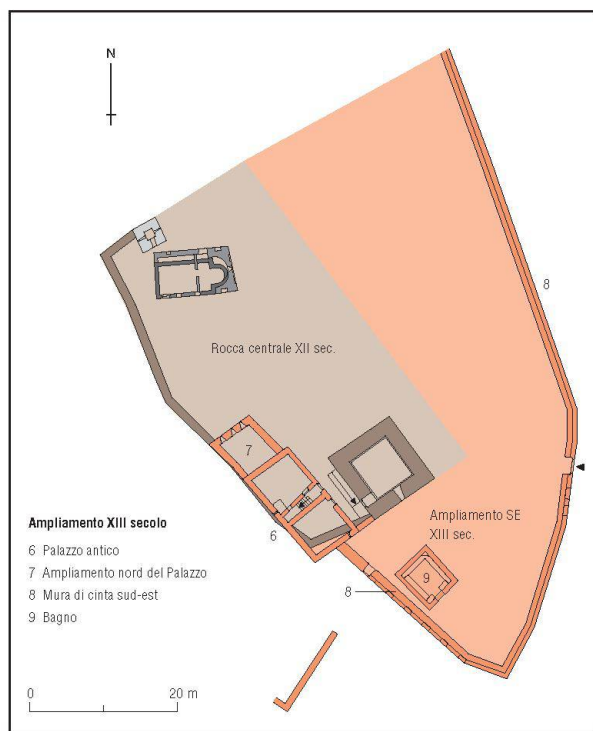 N
8
Rocca centrale XII sec.
7
Ampliamento SE
XIII sec.
Ampliamento XIII secolo
6
6 Palazzo antico
7 Ampliamento nord del Palazzo
9
8 Mura di cinta sud-est
8
9 Bagno
0 20 m